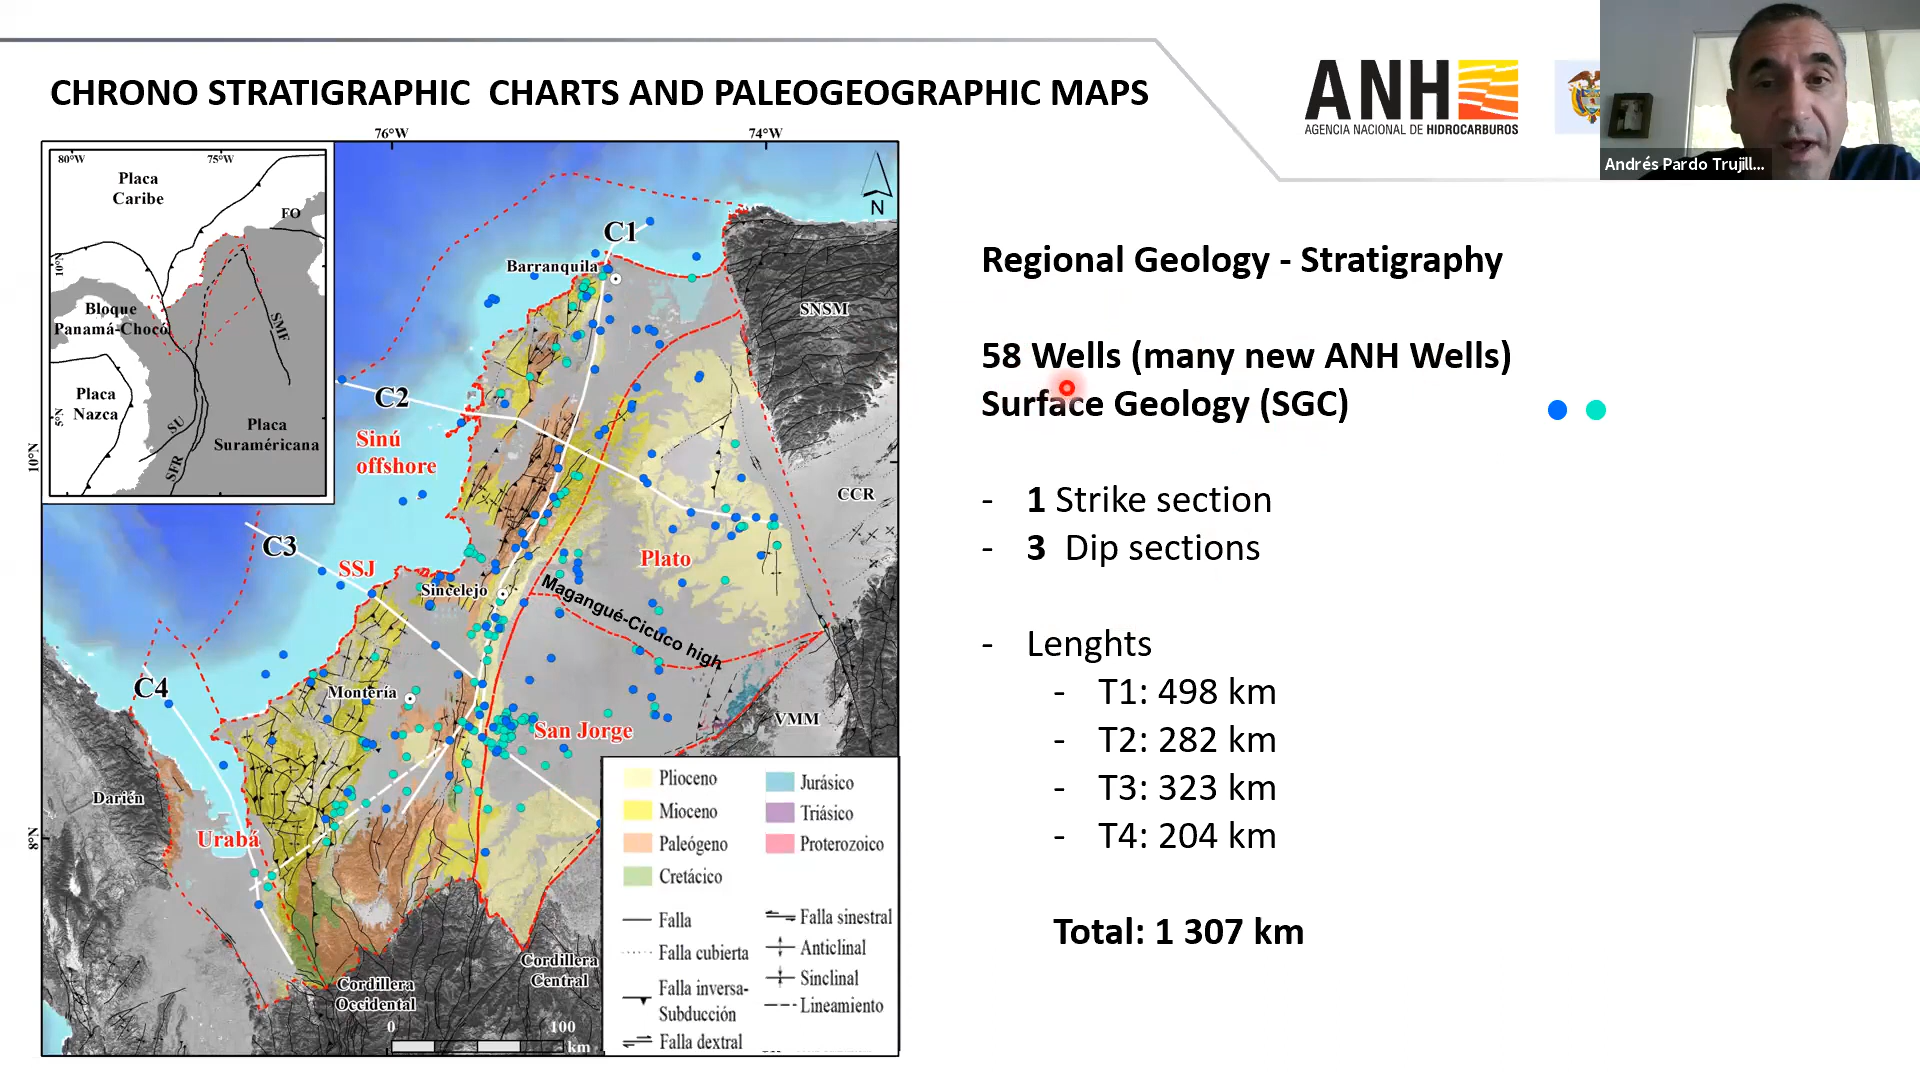 CHRONO STRATIGRAPHIC CHARTS AND PALEOGEOGRAPHIC MAPS
ANH
AGENCIA NACIONAL DE HIDROCARBUROS
Andrés Pardo Trujill...
76°W
74°W
80°W
75°W
Placa
Caribe
FO
10°N
Bloque
Panamá-Chocó
SMF
Placa
Nazca
5°N
SU
Placa
Suraméricana
SFR
N
C1
Barranquila
SNSM
C2
Sinú
offshore
10°N
CCR
C3
SSJ
Plato
Sincelejo
Magangué-Cicuco high
C4
Montería
San Jorge
VMM
Darién
Urabá
8°N
Cordillera
Central
Cordillera
Occidental
0
100
km
Plioceno
Mioceno
Paleógeno
Cretácico
Jurásico
Triásico
Proterozoico
Falla
Falla cubierta
Falla inversa-
Subducción
Falla dextral
Falla sinestral
Anticlinal
Sinclinal
Lineamiento
Regional Geology - Stratigraphy
58 Wells (many new ANH Wells)
Surface Geology (SGC)
- 1 Strike section
- 3 Dip sections
- Lenghts
- T1: 498 km
- T2: 282 km
- T3: 323 km
- T4: 204 km
Total: 1 307 km